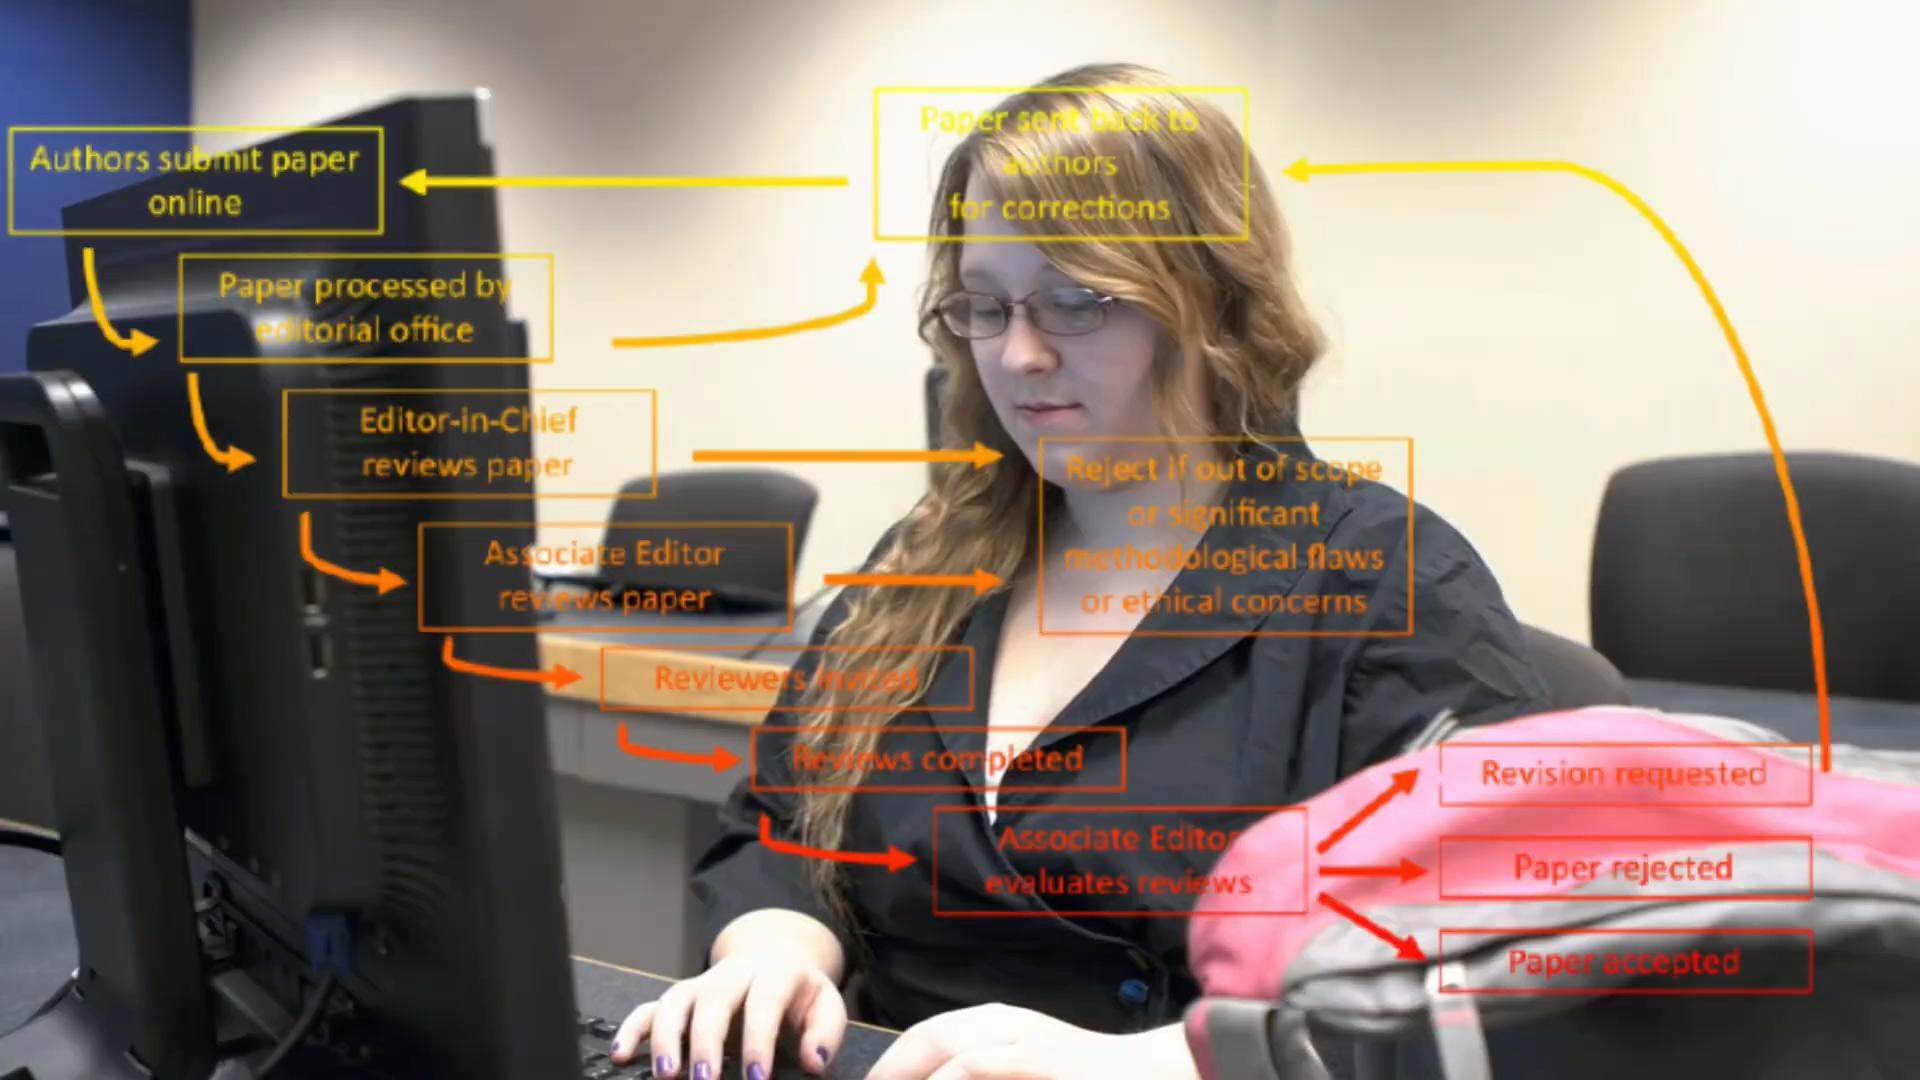 Authors submit paper
online
Paper sent back to
authors
for corrections
Paper processed by
editorial office
Editor-in-Chief
reviews paper
Reject if out of scope
or significant
methodological flaws
or ethical concerns
Associate Editor
reviews paper
Reviewers invited
Reviews completed
Associate Editor
evaluates reviews
Revision requested
Paper rejected
Paper accepted